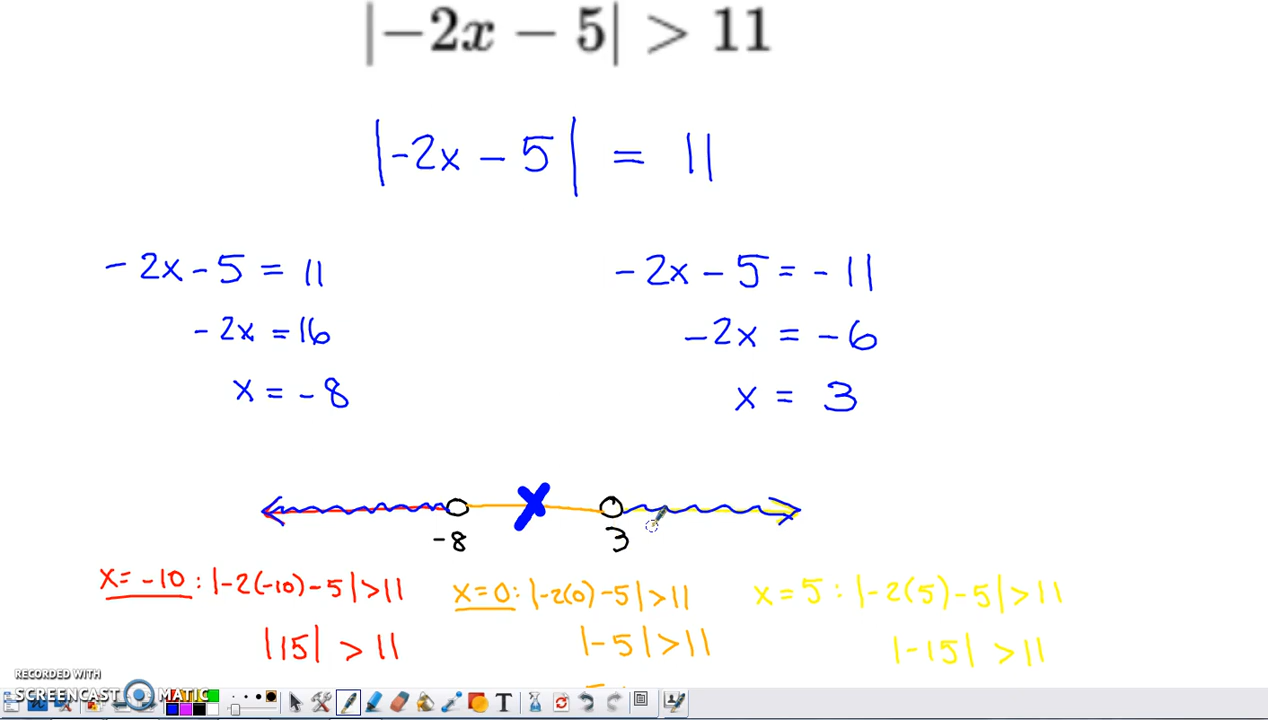 |−2x − 5| > 11
|-2x - 5| = 11
-2x - 5 = 11
-2x - 5 = - 11
-2x = 16
-2x = -6
x = -8
x = 3
-8
3
x = -10 : |-2(-10) - 5| > 11
x = 0 : |-2(0) - 5| > 11
x = 5 : |-2(5) - 5| > 11
|15| > 11
|-5| > 11
|-15| > 11
RECORDED WITH
SCREENCAST MATIC
T